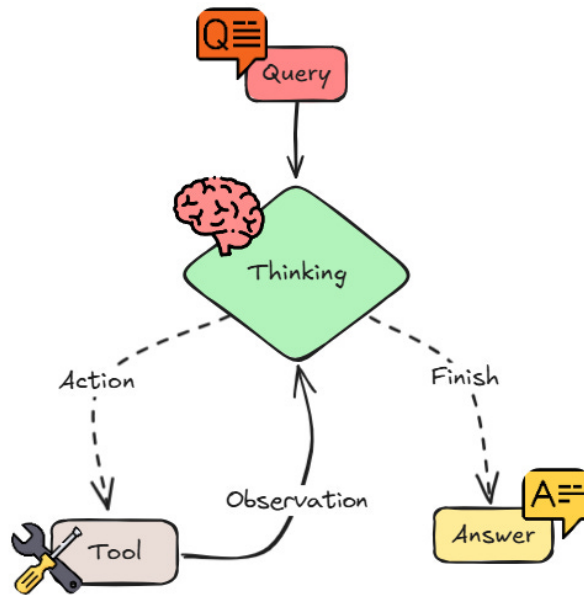 Q
Query
Thinking
Action
Finish
Observation
A
Tool
Answer